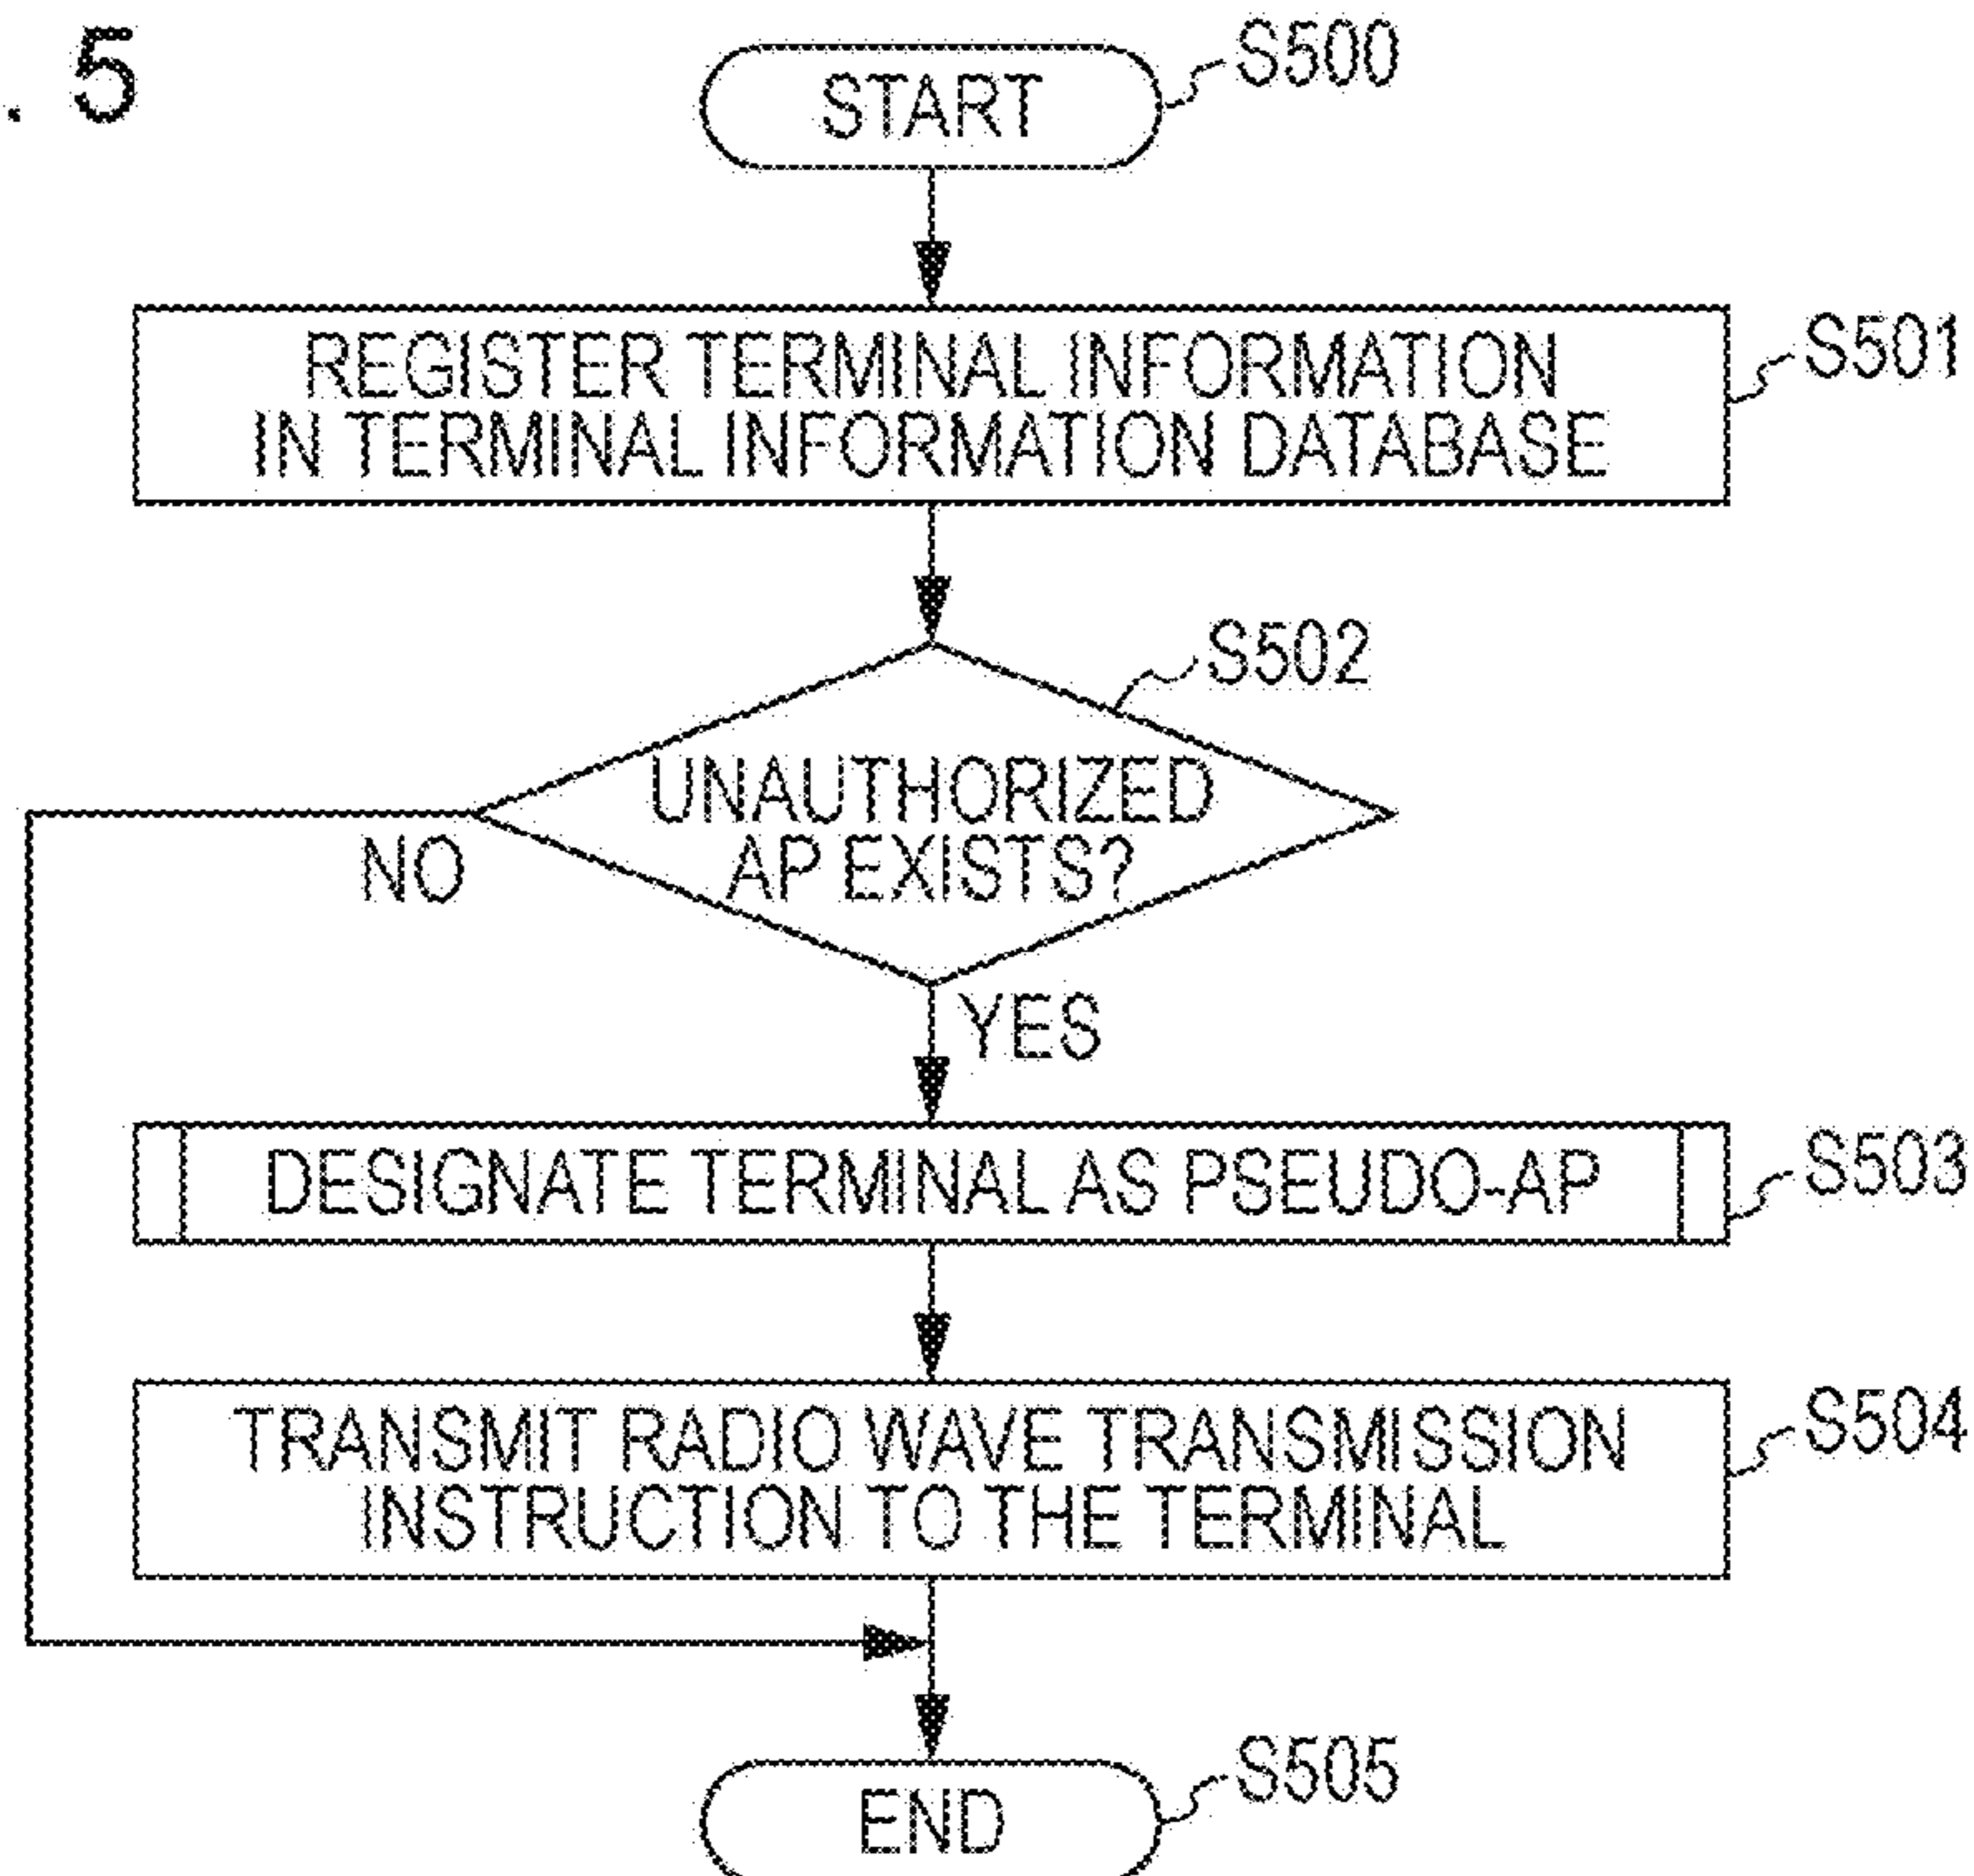 . 5
START
S500
REGISTER TERMINAL INFORMATION
IN TERMINAL INFORMATION DATABASE
S501
S502
UNAUTHORIZED
AP EXISTS?
NO
YES
DESIGNATE TERMINAL AS PSEUDO-AP
S503
TRANSMIT RADIO WAVE TRANSMISSION
INSTRUCTION TO THE TERMINAL
S504
END
S505